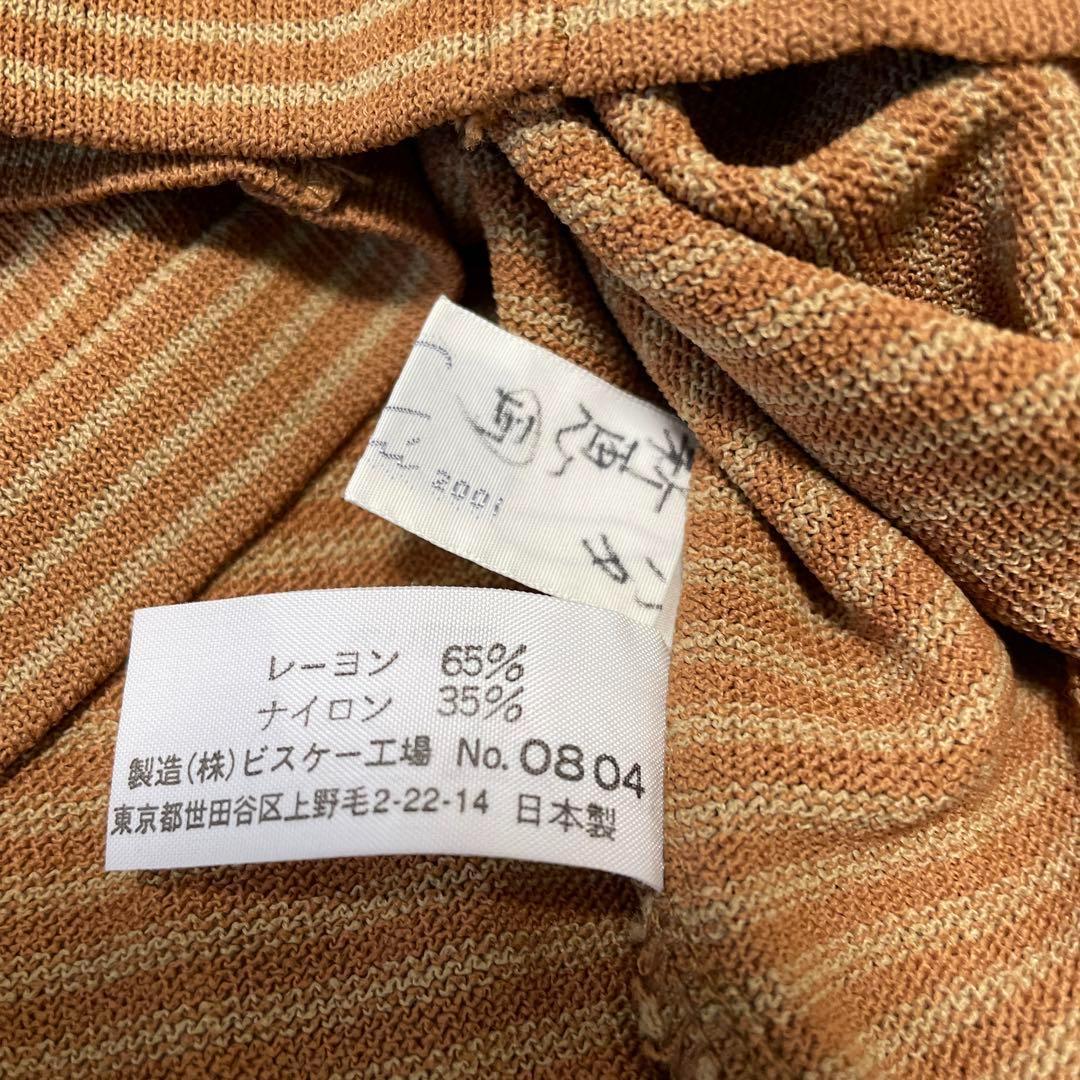 2001
レーヨン 65%
ナイロン 35%
製造(株)ビスケー工場 No. 0804
東京都世田谷区上野毛2-22-14 日本製